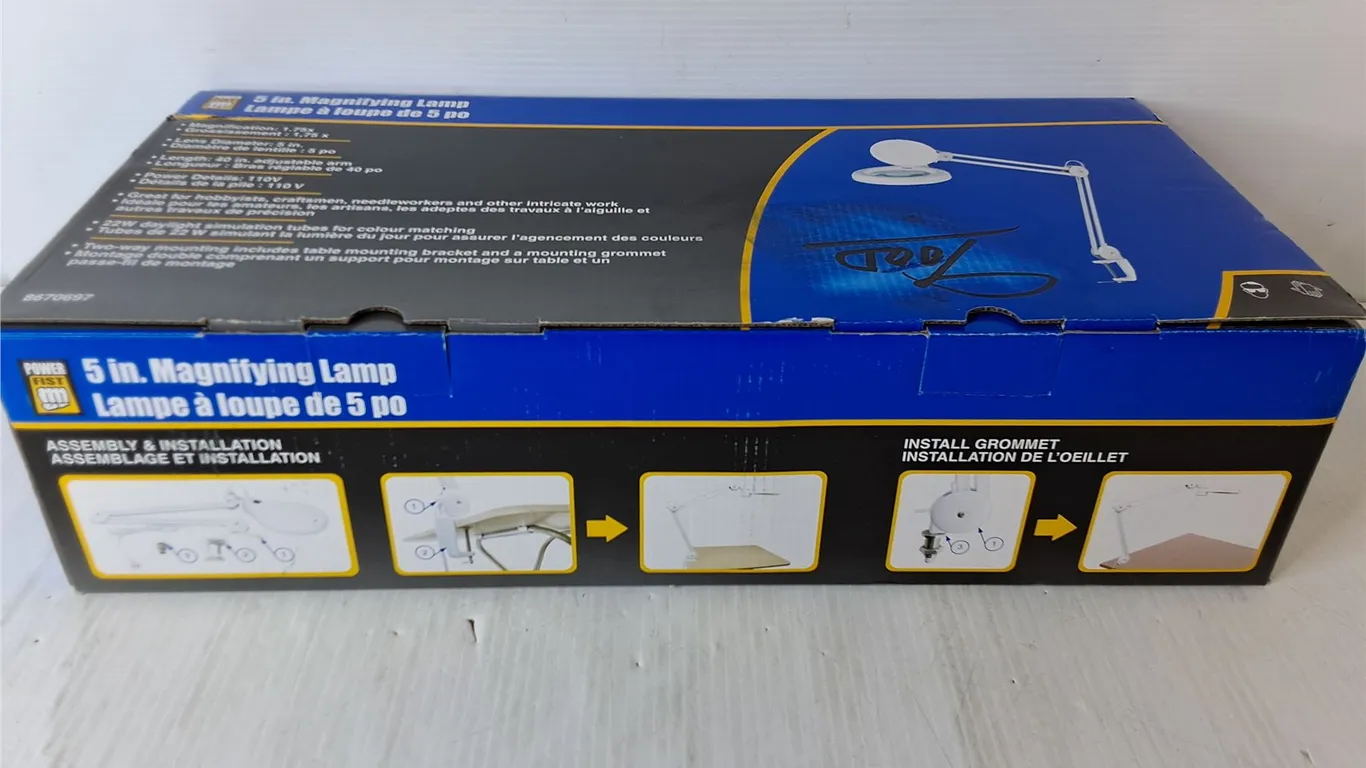 5 in. Magnifying Lamp
Lampe à loupe de 5 po
• Magnification: 1.75x
• Grossissement : 1,75 x
• Lens Diameter: 5 in.
• Diamètre de lentille : 5 po
• Length: 40 in. adjustable arm
• Longueur : Bras réglable de 40 po
• Power Details: 110V
• Détails de la pile : 110 V
• Great for hobbyists, craftsmen, needleworkers and other intricate work
• Idéale pour les amateurs, les artisans, les adeptes des travaux à l'aiguille et
autres travaux de précision
• 22W daylight simulation tubes for colour matching
• Tubes de 22 W simulant la lumière du jour pour assurer l'agencement des couleurs
• Two-way mounting includes table mounting bracket and a mounting grommet
• Montage double comprenant un support pour montage sur table et un
passe-fil de montage
8670697
POWER
FIST
5 in. Magnifying Lamp
Lampe à loupe de 5 po
ASSEMBLY & INSTALLATION
ASSEMBLAGE ET INSTALLATION
INSTALL GROMMET
INSTALLATION DE L'OEILLET
1
2
3
1